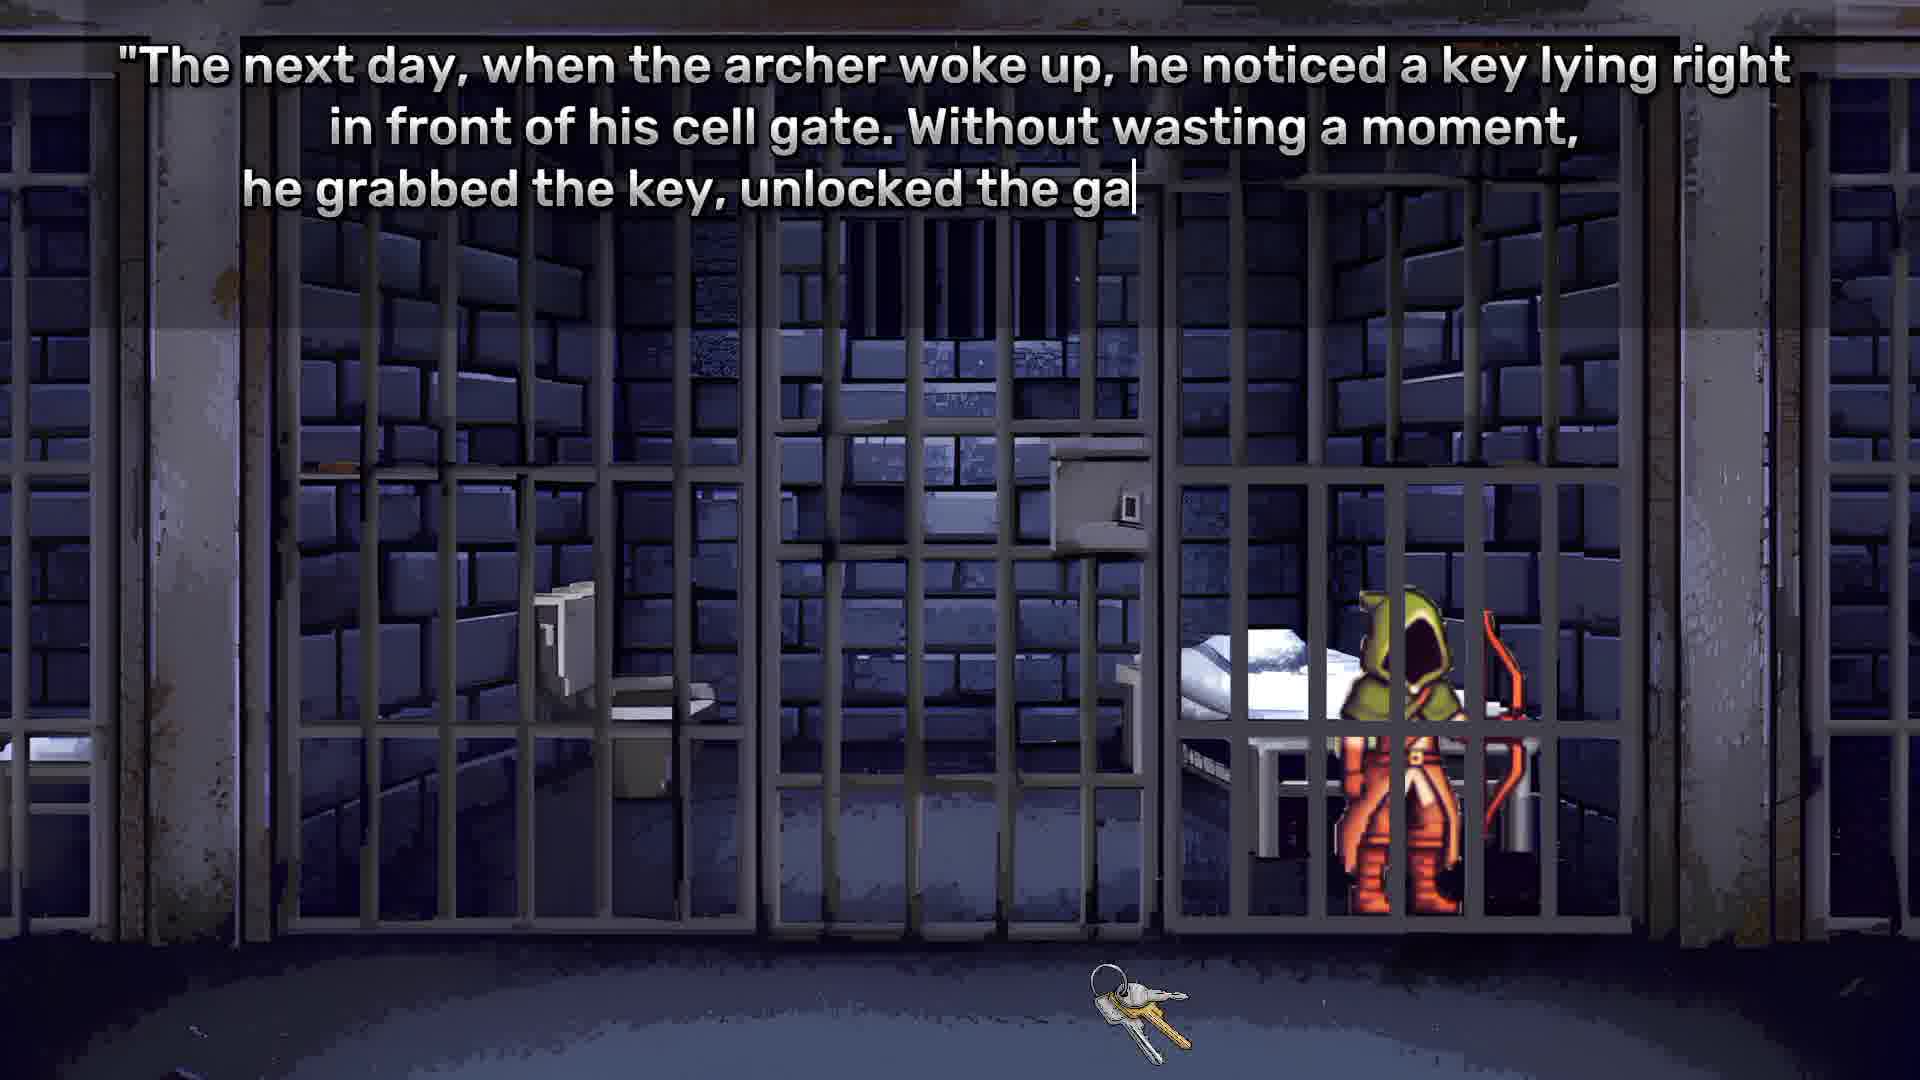 "The next day, when the archer woke up, he noticed a key lying right
in front of his cell gate. Without wasting a moment,
he grabbed the key, unlocked the ga